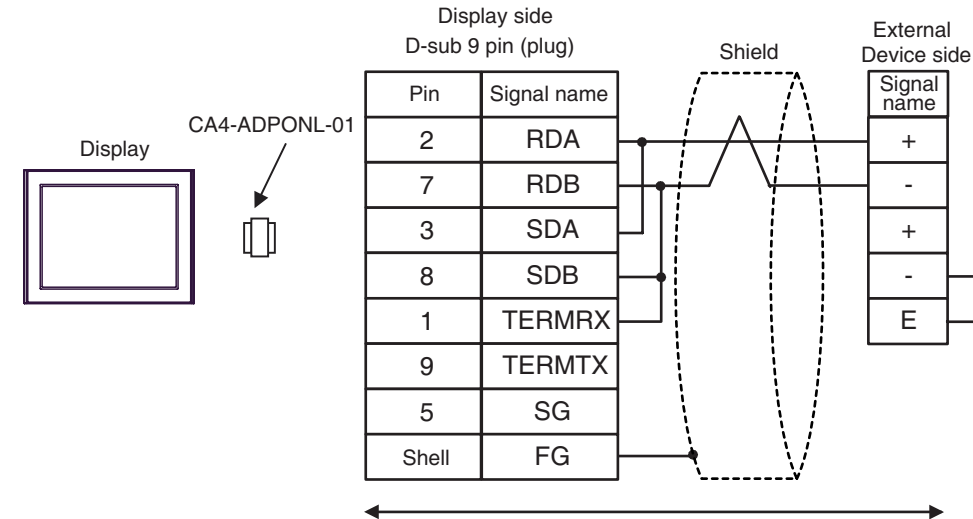 Display side
D-sub 9 pin (plug)
Shield
External
Device side
Pin
Signal name
Signal
name
CA4-ADPONL-01
Display
2
RDA
+
7
RDB
-
3
SDA
+
8
SDB
-
1
TERMRX
E
9
TERMTX
5
SG
Shell
FG